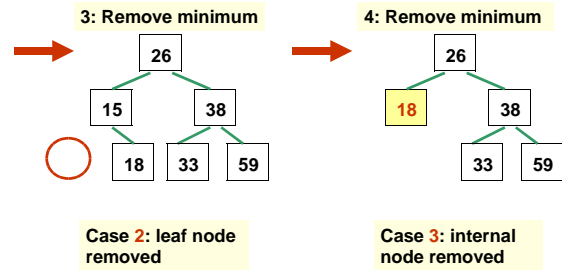 3: Remove minimum
26
15 38
18 33 59
Case 2: leaf node
removed
4: Remove minimum
26
18 38
33 59
Case 3: internal
node removed